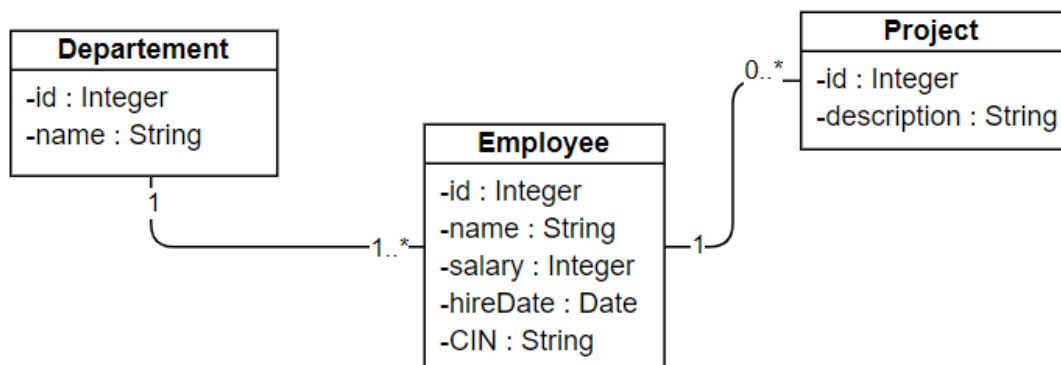 Departement
-id : Integer
-name : String
1
1..*
Employee
-id : Integer
-name : String
-salary : Integer
-hireDate : Date
-CIN : String
1
0..*
Project
-id : Integer
-description : String